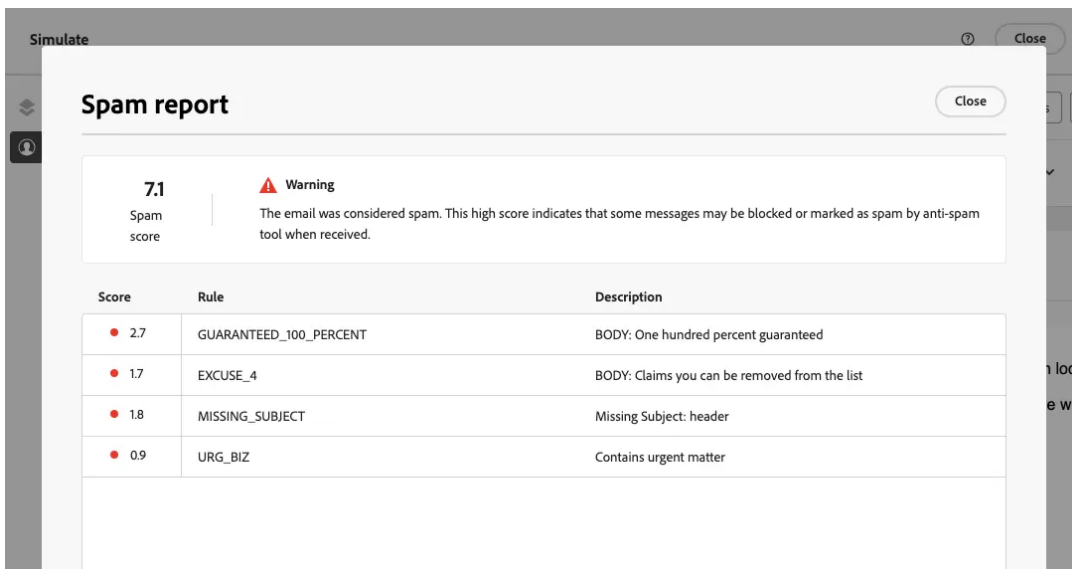 Simulate
Close
Spam report
Close
7.1
Spam
score
Warning
The email was considered spam. This high score indicates that some messages may be blocked or marked as spam by anti-spam
tool when received.
Score Rule Description
2.7 GUARANTEED_100_PERCENT BODY: One hundred percent guaranteed
1.7 EXCUSE_4 BODY: Claims you can be removed from the list
1.8 MISSING_SUBJECT Missing Subject: header
0.9 URG_BIZ Contains urgent matter